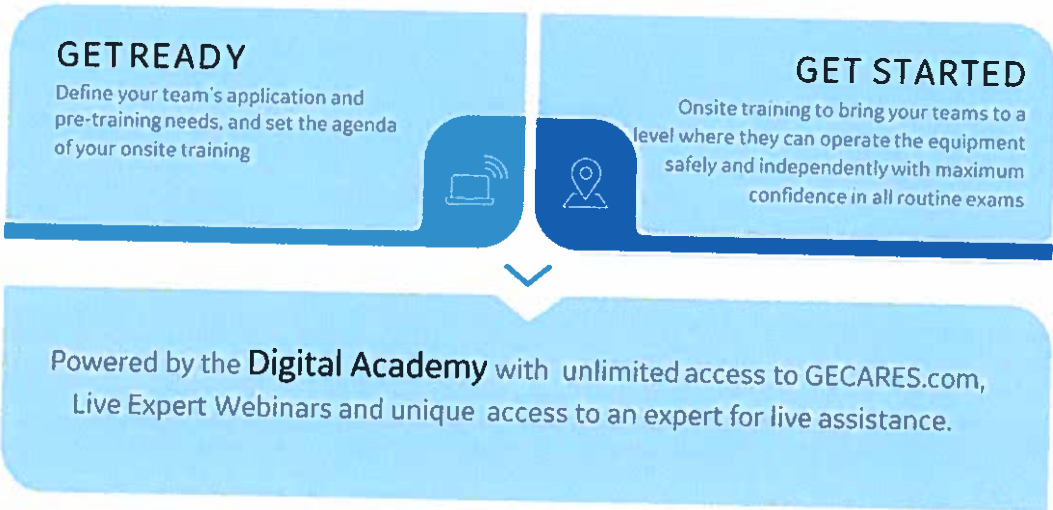 GET READY
Define your team's application and
pre-training needs, and set the agenda
of your onsite training
GET STARTED
Onsite training to bring your teams to a
level where they can operate the equipment
safely and independently with maximum
confidence in all routine exams
Powered by the Digital Academy with unlimited access to GECARES.com,
Live Expert Webinars and unique access to an expert for live assistance.